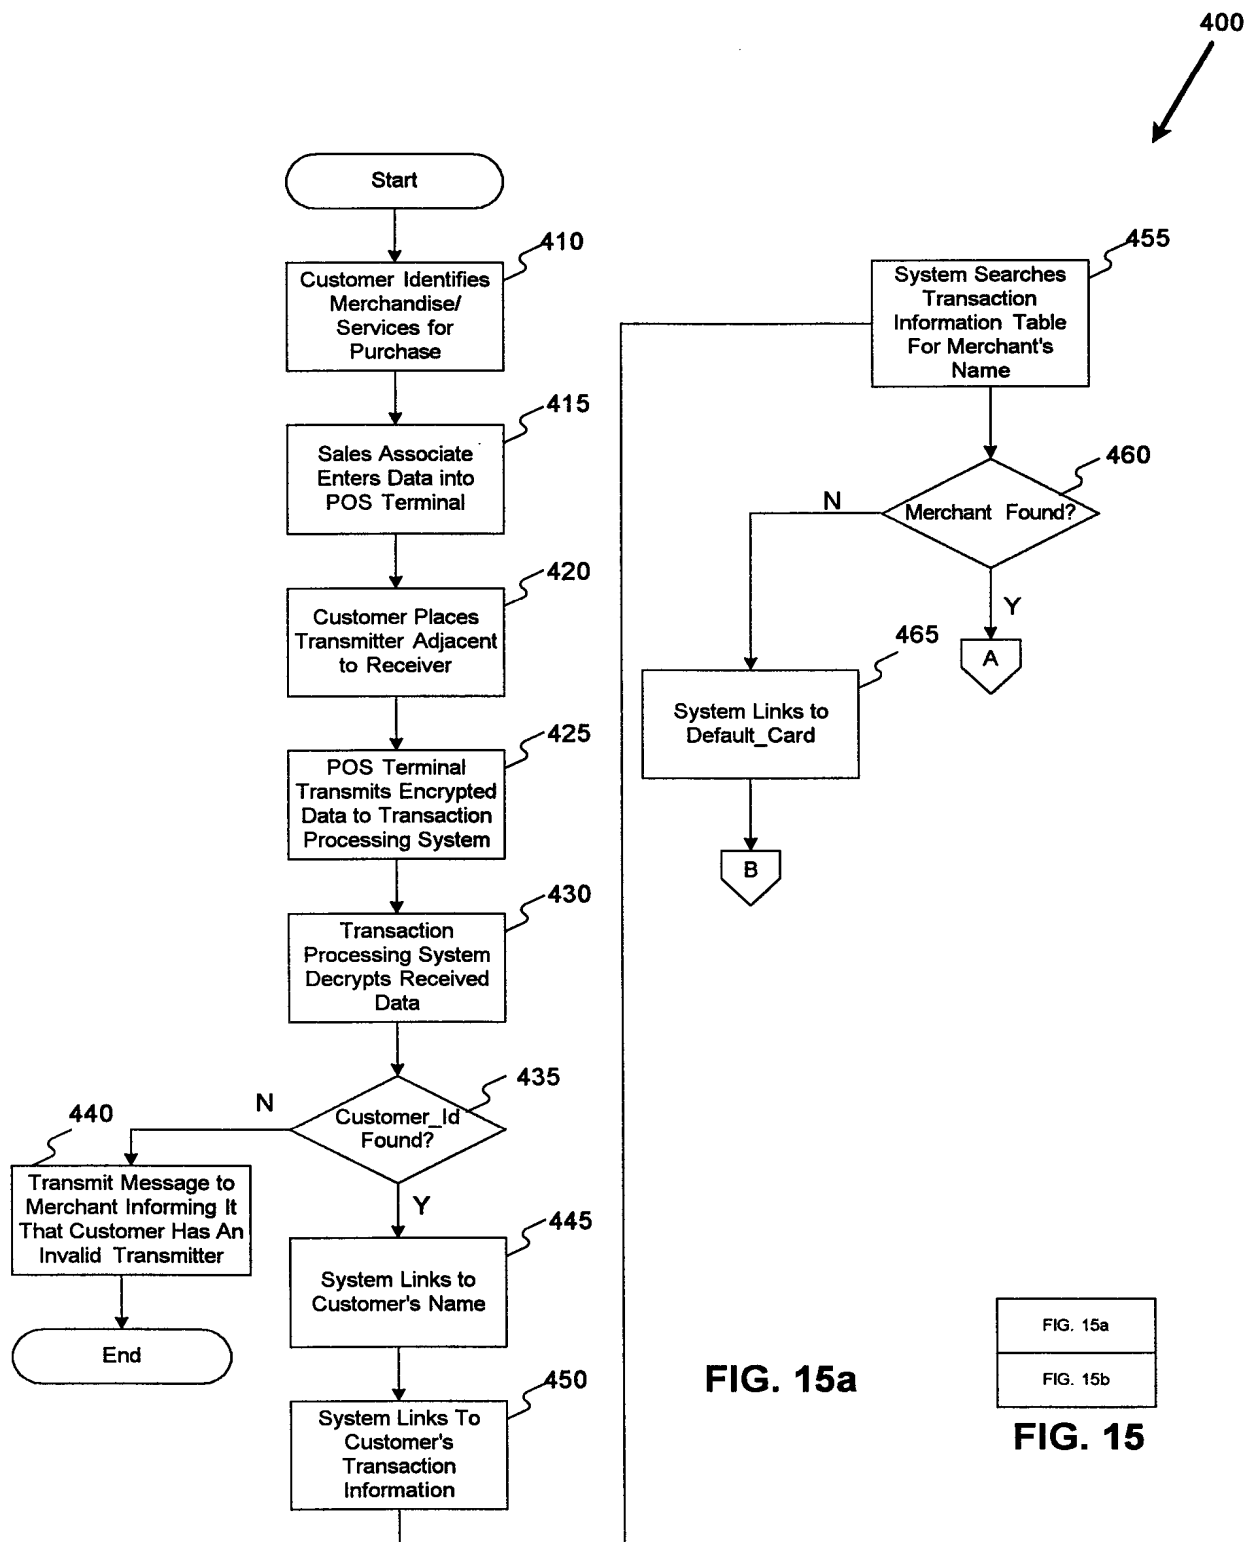 400
Start
410
Customer Identifies
Merchandise/
Services for
Purchase
415
Sales Associate
Enters Data into
POS Terminal
420
Customer Places
Transmitter Adjacent
to Receiver
425
POS Terminal
Transmits Encrypted
Data to Transaction
Processing System
430
Transaction
Processing System
Decrypts Received
Data
435
Customer_Id
Found?
N
440
Transmit Message to
Merchant Informing It
That Customer Has An
Invalid Transmitter
End
Y
445
System Links to
Customer's Name
450
System Links To
Customer's
Transaction
Information
455
System Searches
Transaction
Information Table
For Merchant's
Name
460
Merchant Found?
N
Y
A
465
System Links to
Default_Card
B
FIG. 15a
FIG. 15a
FIG. 15b
FIG. 15